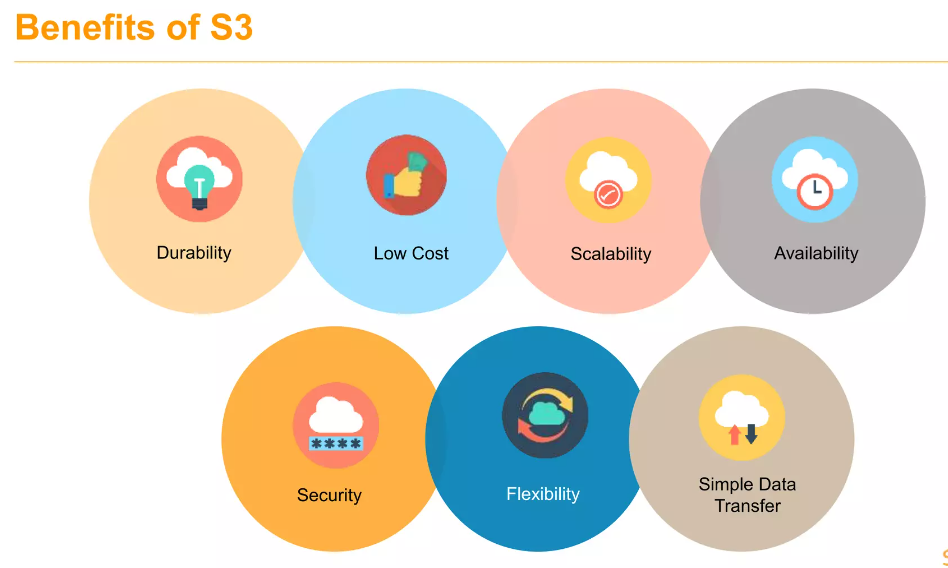 Benefits of S3
Durability
Low Cost
Scalability
Availability
Security
Flexibility
Simple Data
Transfer